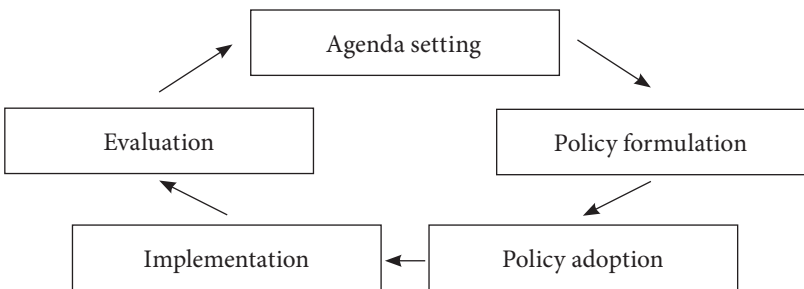 Agenda setting
Evaluation
Policy formulation
Implementation
Policy adoption